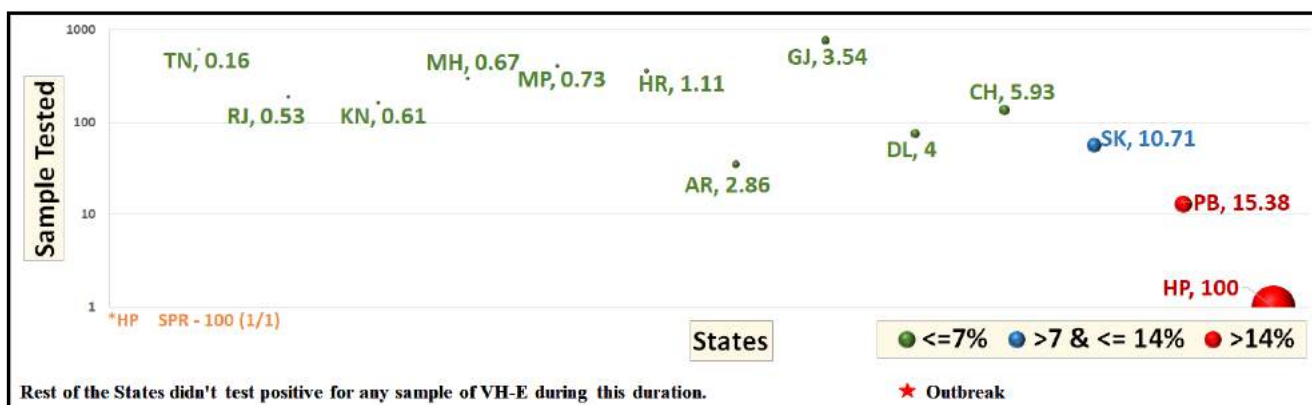 1000
TN, 0.16
MH, 0.67
MP, 0.73
HR, 1.11
GJ, 3.54
RJ, 0.53
KN, 0.61
CH, 5.93
100
Sample Tested
DL, 4
SK, 10.71
AR, 2.86
10
PB, 15.38
HP, 100
1
*HP SPR - 100 (1/1)
States
<=7% >7 & <= 14% >14%
Rest of the States didn't test positive for any sample of VH-E during this duration. Outbreak